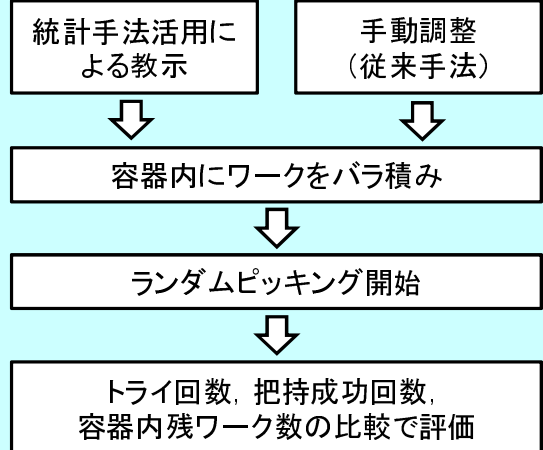 統計手法活用に
よる教示
手動調整
（従来手法）
容器内にワークをバラ積み
ランダムピッキング開始
トライ回数，把持成功回数，
容器内残ワーク数の比較で評価